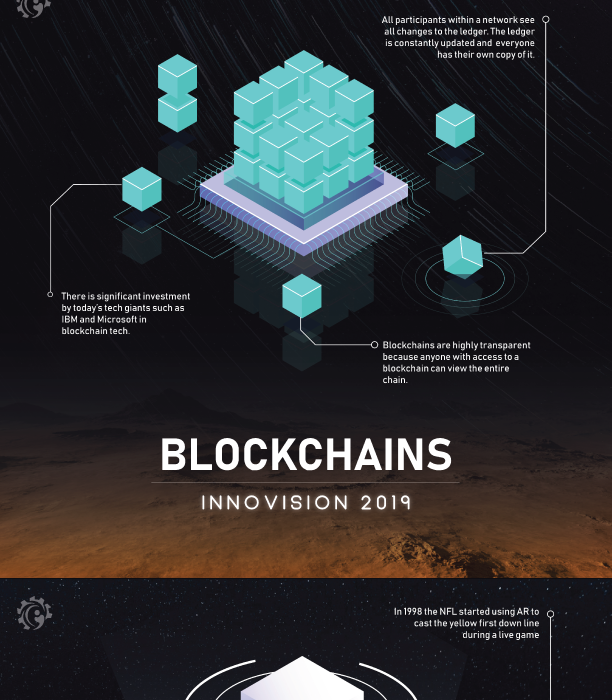 All participants within a network see
all changes to the ledger. The ledger
is constantly updated and everyone
has their own copy of it.
There is significant investment
by today's tech giants such as
IBM and Microsoft in
blockchain tech.
Blockchains are highly transparent
because anyone with access to a
blockchain can view the entire
chain.
BLOCKCHAINS
INNOVISION 2019
In 1998 the NFL started using AR to
cast the yellow first down line
during a live game